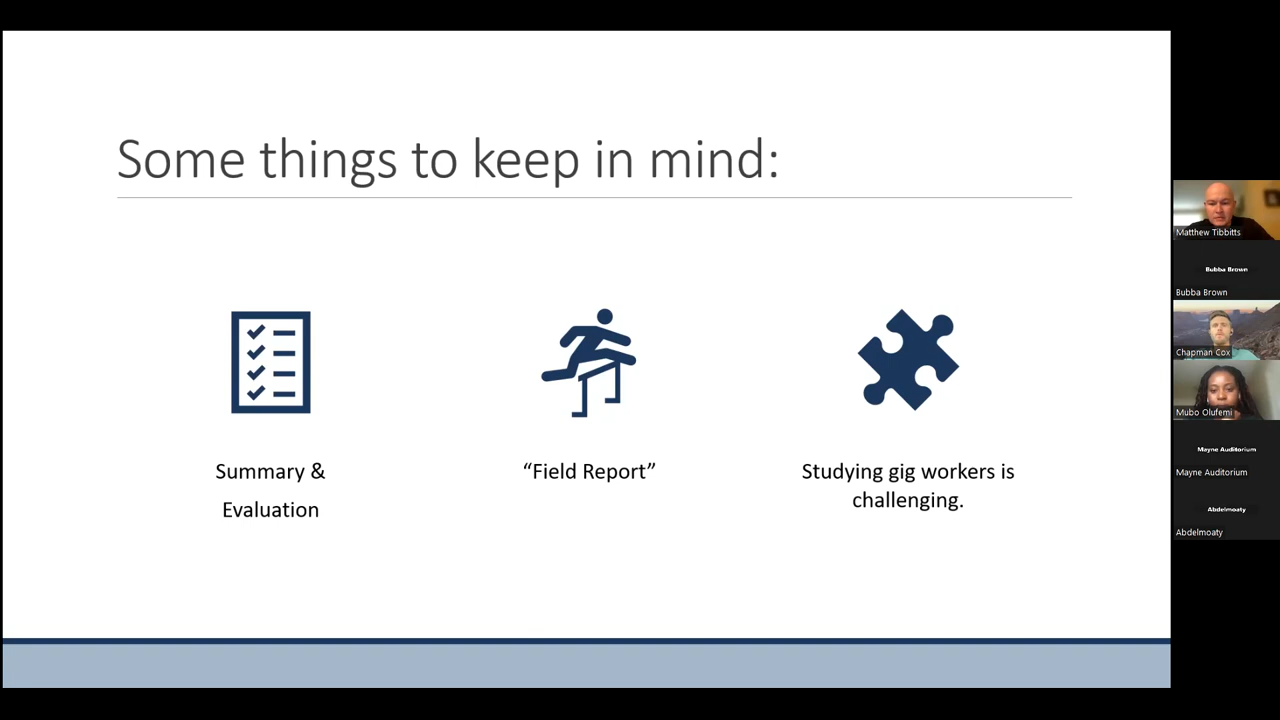 Some things to keep in mind:
Summary &
Evaluation
“Field Report”
Studying gig workers is
challenging.
Matthew Tibbitts
Bubba Brown
Bubba Brown
Chapman Cox
Mubo Olufemi
Mayne Auditorium
Mayne Auditorium
Abdelmoaty
Abdelmoaty